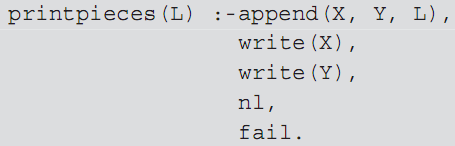 printpieces(L) :-append(X, Y, L),
write(X),
write(Y),
nl,
fail.